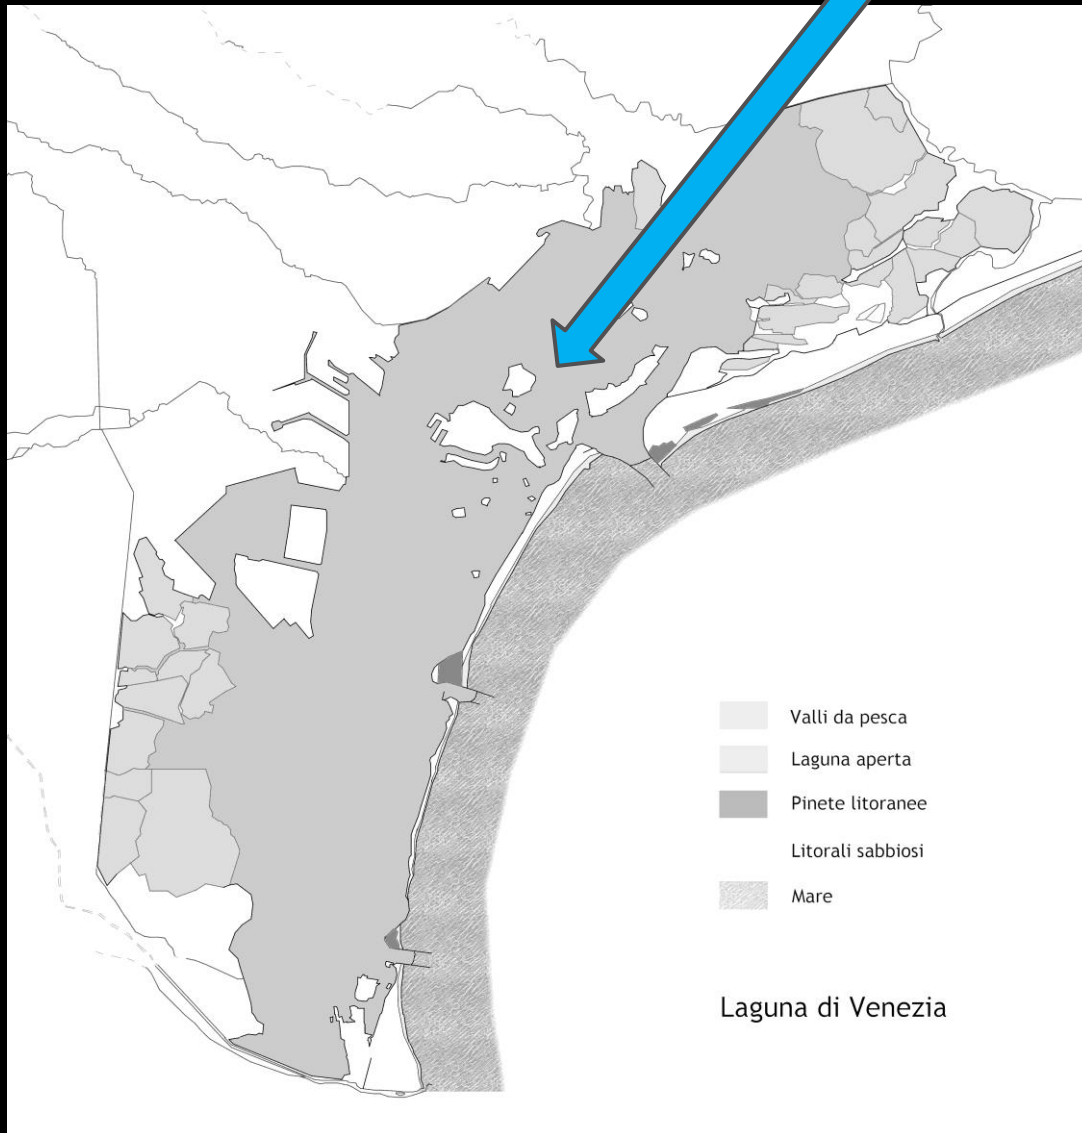 Valli da pesca
Laguna aperta
Pinete litoranee
Litorali sabbiosi
Mare
Laguna di Venezia